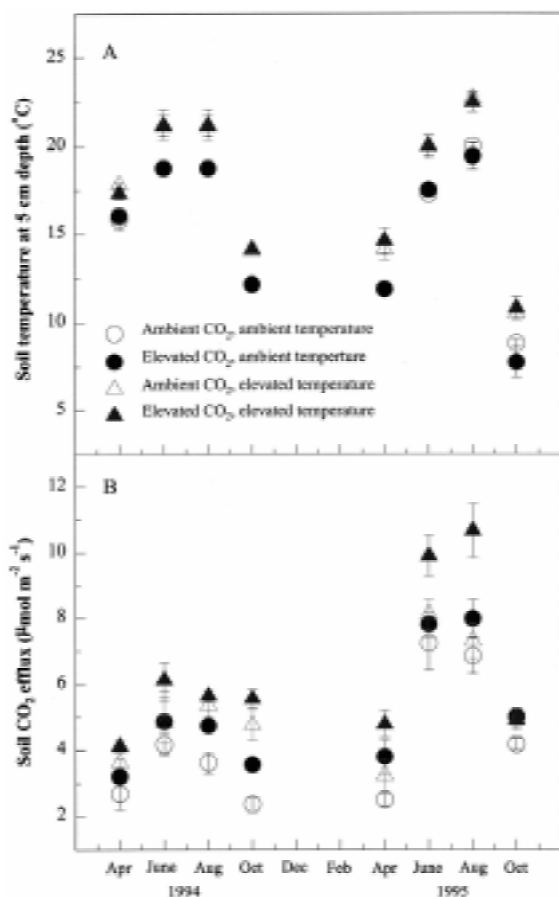 A
Soil temperature at 5 cm depth (°C)
25
20
15
10
5
Ambient CO₂, ambient temperature
Elevated CO₂, ambient temperture
Ambient CO₂, elevated temperature
Elevated CO₂, elevated temperature
B
Soil CO₂ efflux (µmol m⁻² s⁻¹)
12
10
8
6
4
2
Apr June Aug Oct Dec Feb Apr June Aug Oct
1994 1995